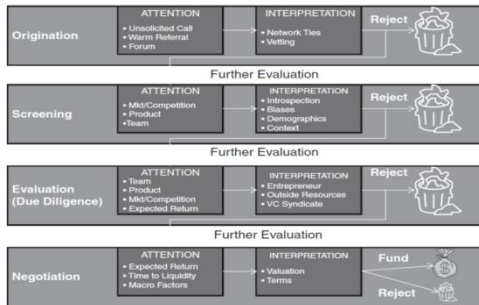 ATTENTION
• Unsolicited Call
• Warm Referral
• Forum
INTERPRETATION
• Network Ties
• Vetting
Reject
Origination
Further Evaluation
ATTENTION
• Mkt/Competition
• Product
•Team
INTERPRETATION
• Introspection
• Biases
• Demographics
• Context
Reject
Screening
Further Evaluation
ATTENTION
• Team
• Product
• Mkt/Competition
• Expected Return
INTERPRETATION
• Entrepreneur
• Outside Resources
• VC Syndicate
Reject
Evaluation
(Due Diligence)
Further Evaluation
ATTENTION
• Expected Return
• Time to Liquidity
• Macro Factors
INTERPRETATION
• Valuation
• Terms
Fund
Reject
Negotiation